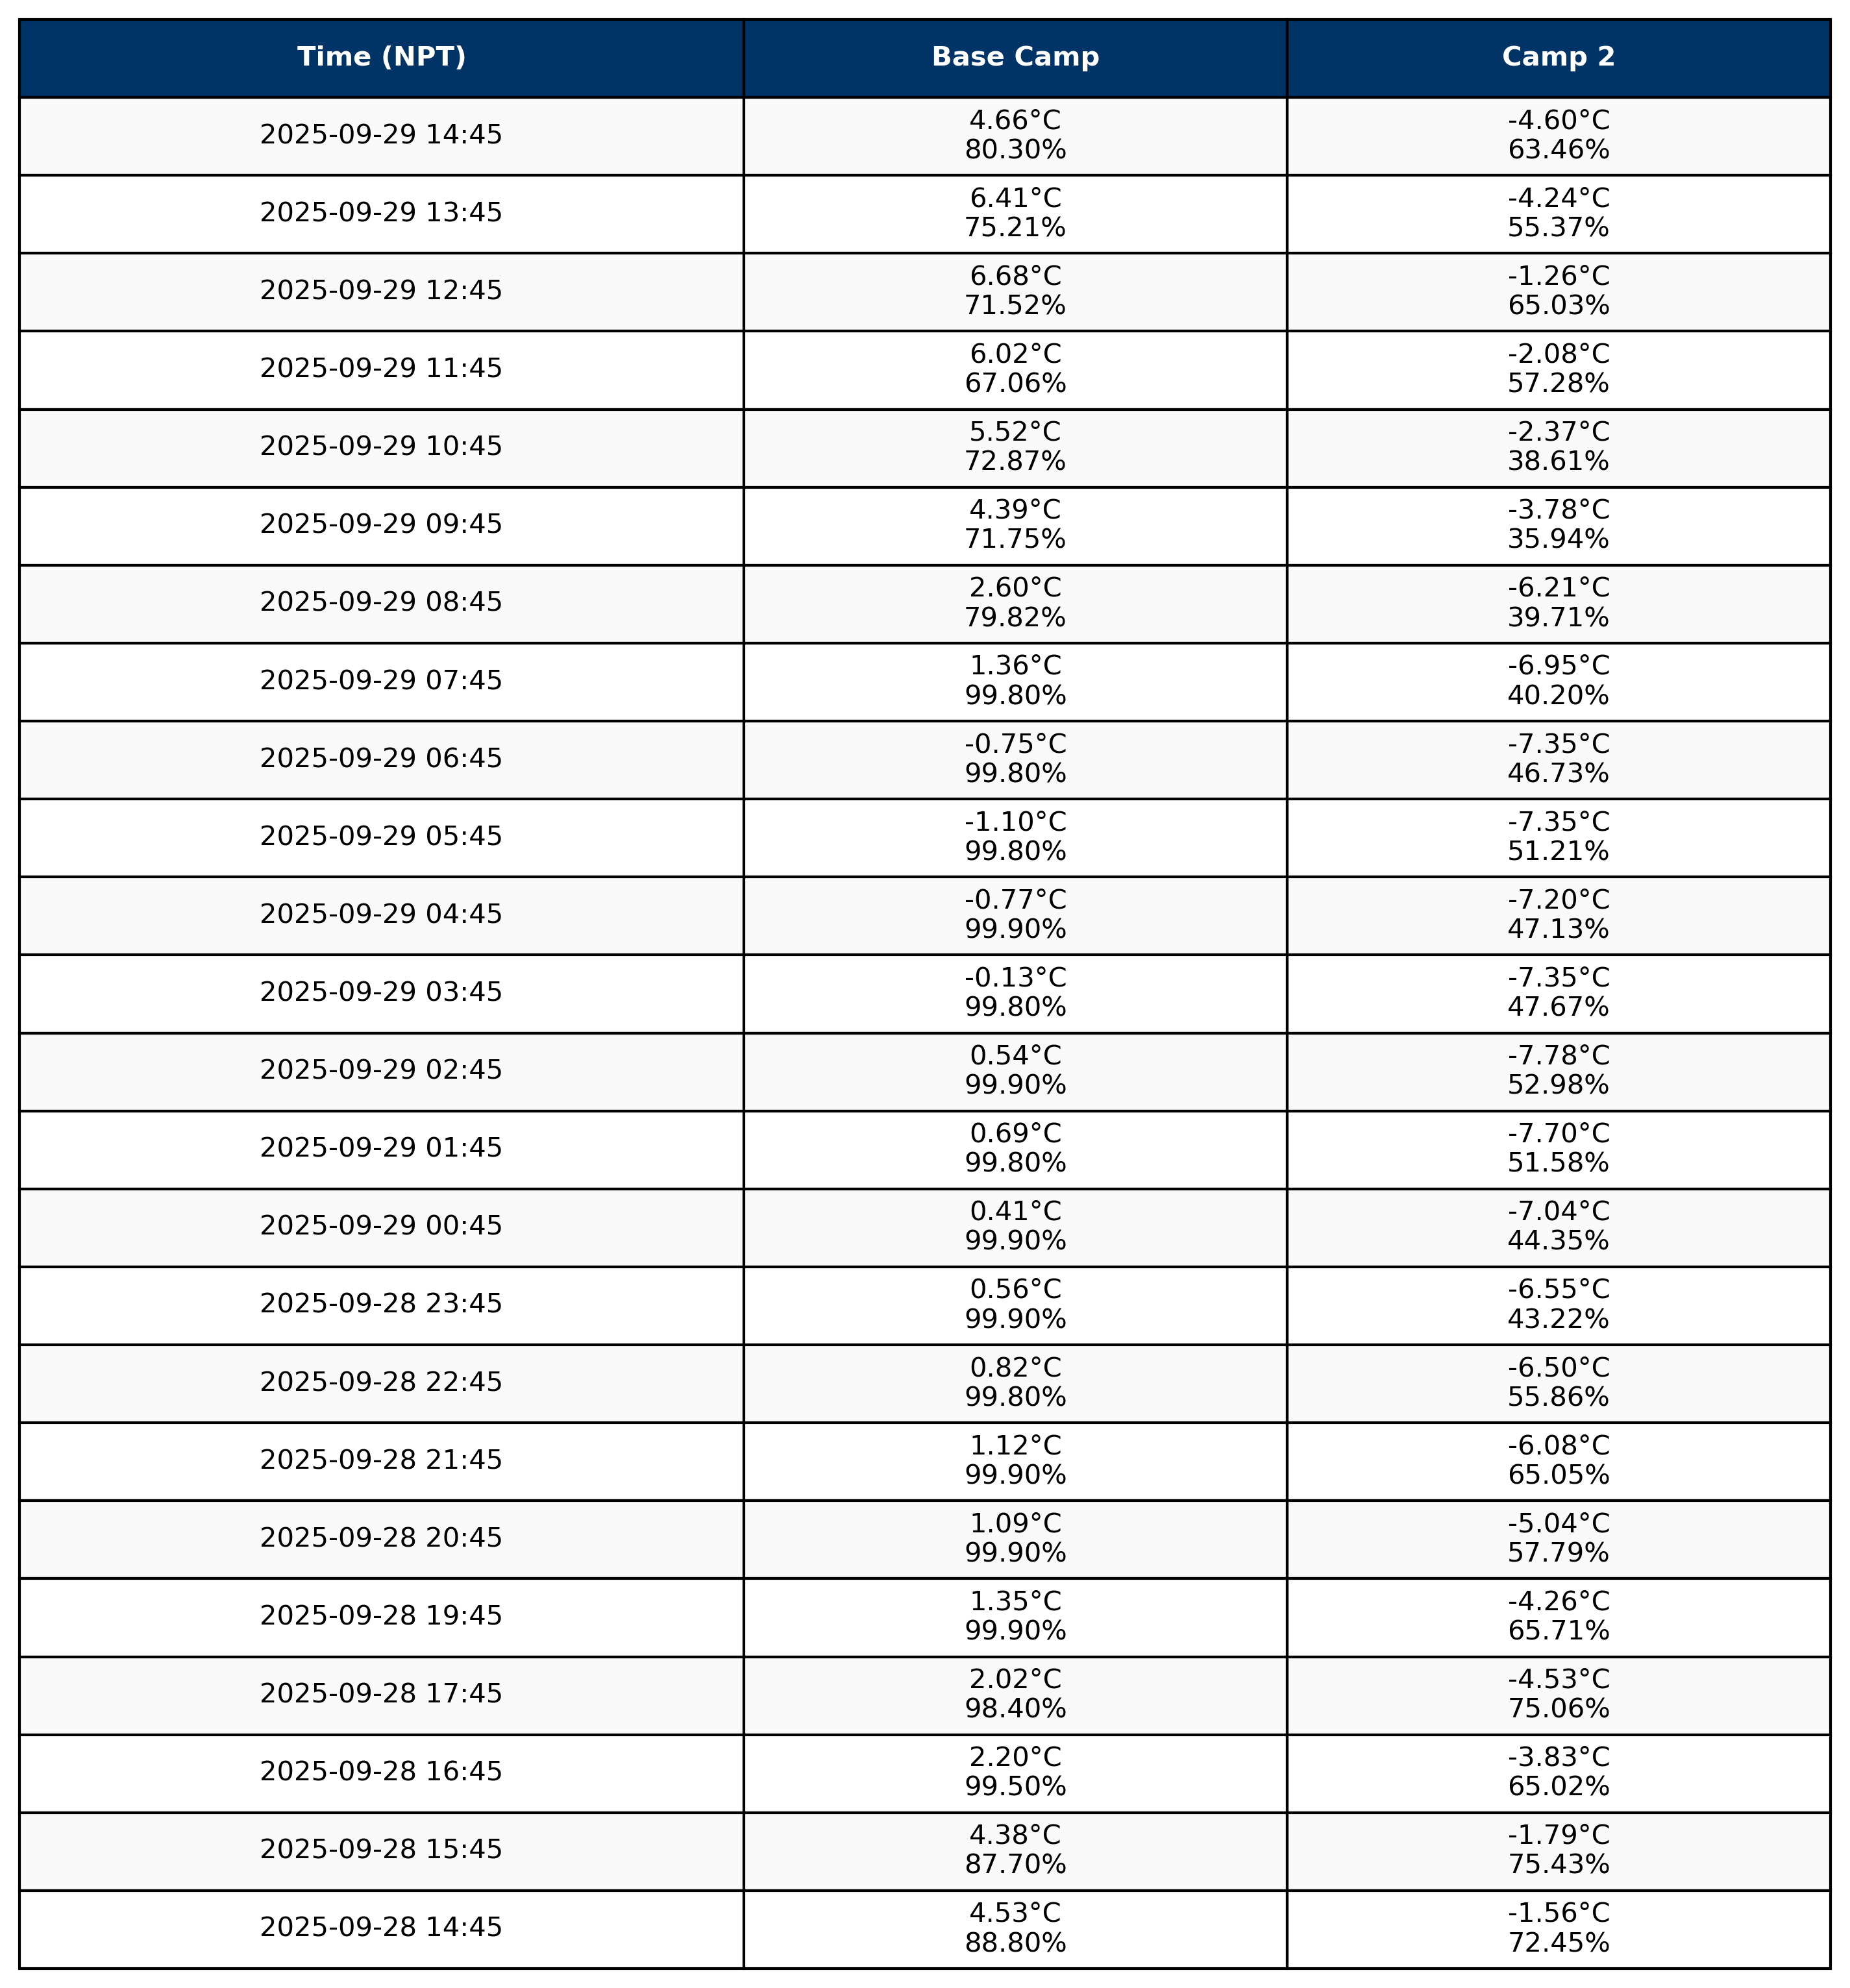 Time (NPT) Base Camp Camp 2
2025-09-29 14:45 4.66°C -4.60°C
80.30% 63.46%
2025-09-29 13:45 6.41°C -4.24°C
75.21% 55.37%
2025-09-29 12:45 6.68°C -1.26°C
71.52% 65.03%
2025-09-29 11:45 6.02°C -2.08°C
67.06% 57.28%
2025-09-29 10:45 5.52°C -2.37°C
72.87% 38.61%
2025-09-29 09:45 4.39°C -3.78°C
71.75% 35.94%
2025-09-29 08:45 2.60°C -6.21°C
79.82% 39.71%
2025-09-29 07:45 1.36°C -6.95°C
99.80% 40.20%
2025-09-29 06:45 -0.75°C -7.35°C
99.80% 46.73%
2025-09-29 05:45 -1.10°C -7.35°C
99.80% 51.21%
2025-09-29 04:45 -0.77°C -7.20°C
99.90% 47.13%
2025-09-29 03:45 -0.13°C -7.35°C
99.80% 47.67%
2025-09-29 02:45 0.54°C -7.78°C
99.90% 52.98%
2025-09-29 01:45 0.69°C -7.70°C
99.80% 51.58%
2025-09-29 00:45 0.41°C -7.04°C
99.90% 44.35%
2025-09-28 23:45 0.56°C -6.55°C
99.90% 43.22%
2025-09-28 22:45 0.82°C -6.50°C
99.80% 55.86%
2025-09-28 21:45 1.12°C -6.08°C
99.90% 65.05%
2025-09-28 20:45 1.09°C -5.04°C
99.90% 57.79%
2025-09-28 19:45 1.35°C -4.26°C
99.90% 65.71%
2025-09-28 17:45 2.02°C -4.53°C
98.40% 75.06%
2025-09-28 16:45 2.20°C -3.83°C
99.50% 65.02%
2025-09-28 15:45 4.38°C -1.79°C
87.70% 75.43%
2025-09-28 14:45 4.53°C -1.56°C
88.80% 72.45%